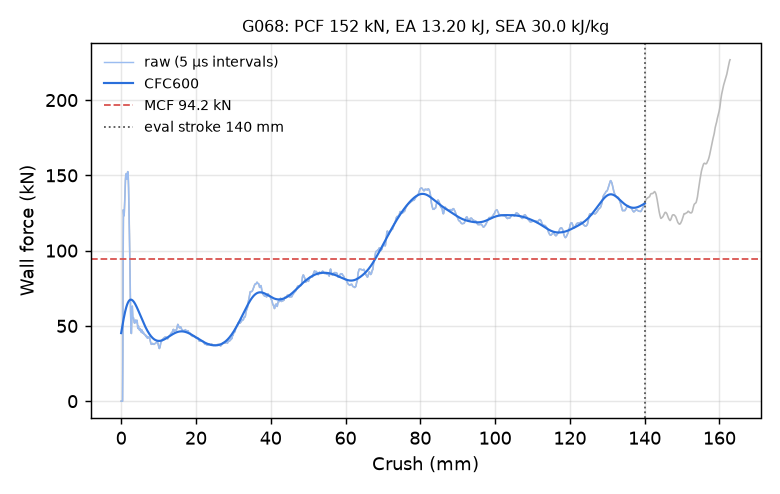 G068: PCF 152 kN, EA 13.20 kJ, SEA 30.0 kJ/kg
raw (5 µs intervals)
CFC600
MCF 94.2 kN
eval stroke 140 mm
Wall force (kN)
200
150
100
50
0
0 20 40 60 80 100 120 140 160
Crush (mm)